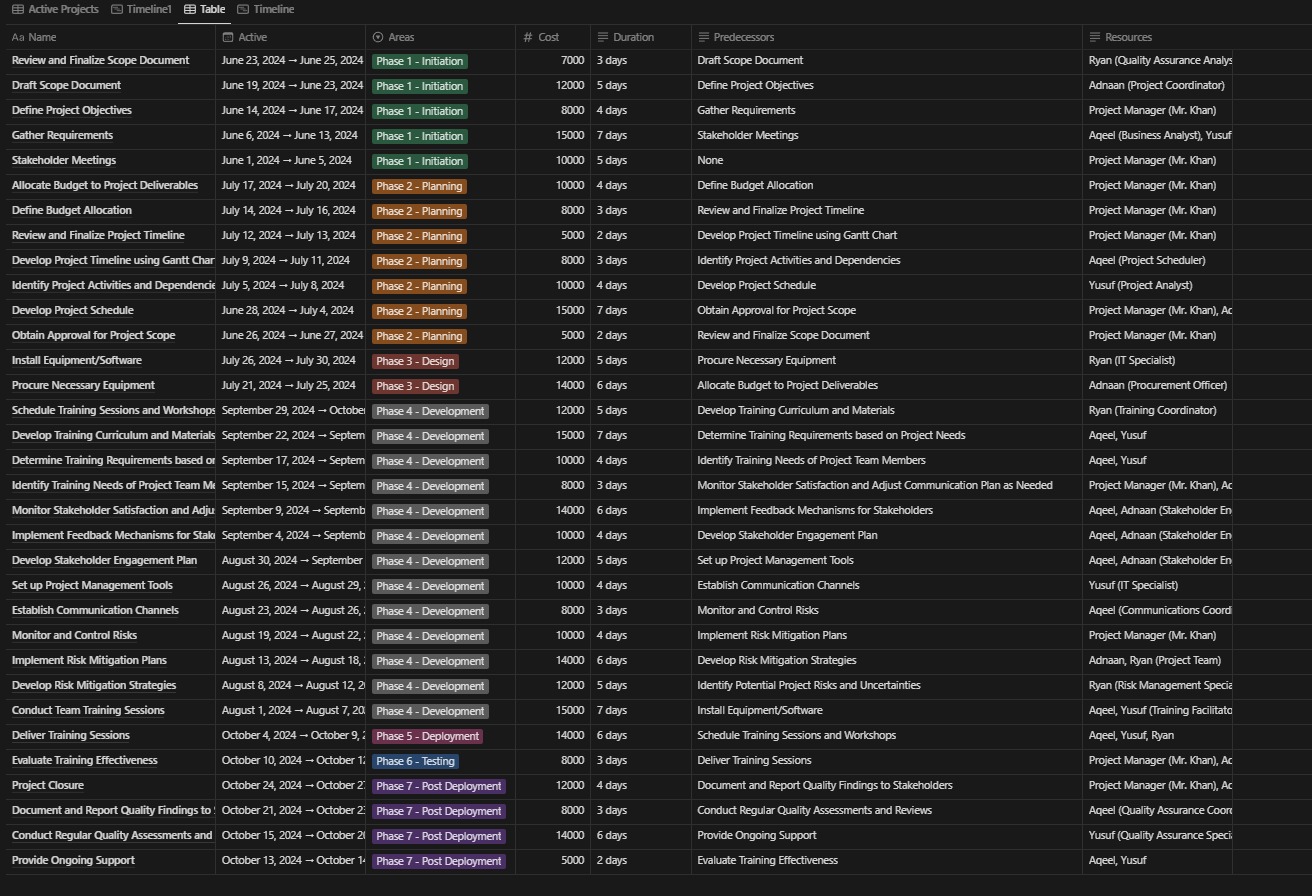 Active Projects Timeline1 Table Timeline
Aa Name Active Areas # Cost Duration Predecessors Resources
Review and Finalize Scope Document June 23, 2024 → June 25, 2024 Phase 1 - Initiation 7000 3 days Draft Scope Document Ryan (Quality Assurance Analys
Draft Scope Document June 19, 2024 → June 23, 2024 Phase 1 - Initiation 12000 5 days Define Project Objectives Adnaan (Project Coordinator)
Define Project Objectives June 14, 2024 → June 17, 2024 Phase 1 - Initiation 8000 4 days Gather Requirements Project Manager (Mr. Khan)
Gather Requirements June 6, 2024 → June 13, 2024 Phase 1 - Initiation 15000 7 days Stakeholder Meetings Aqeel (Business Analyst), Yusuf
Stakeholder Meetings June 1, 2024 → June 5, 2024 Phase 1 - Initiation 10000 5 days None Project Manager (Mr. Khan)
Allocate Budget to Project Deliverables July 17, 2024 → July 20, 2024 Phase 2 - Planning 10000 4 days Define Budget Allocation Project Manager (Mr. Khan)
Define Budget Allocation July 14, 2024 → July 16, 2024 Phase 2 - Planning 8000 3 days Review and Finalize Project Timeline Project Manager (Mr. Khan)
Review and Finalize Project Timeline July 12, 2024 → July 13, 2024 Phase 2 - Planning 5000 2 days Develop Project Timeline using Gantt Chart Project Manager (Mr. Khan)
Develop Project Timeline using Gantt Char July 9, 2024 → July 11, 2024 Phase 2 - Planning 8000 3 days Identify Project Activities and Dependencies Aqeel (Project Scheduler)
Identify Project Activities and Dependencie July 5, 2024 → July 8, 2024 Phase 2 - Planning 10000 4 days Develop Project Schedule Yusuf (Project Analyst)
Develop Project Schedule June 28, 2024 → July 4, 2024 Phase 2 - Planning 15000 7 days Obtain Approval for Project Scope Project Manager (Mr. Khan), Ac
Obtain Approval for Project Scope June 26, 2024 → June 27, 2024 Phase 2 - Planning 5000 2 days Review and Finalize Scope Document Project Manager (Mr. Khan)
Install Equipment/Software July 26, 2024 → July 30, 2024 Phase 3 - Design 12000 5 days Procure Necessary Equipment Ryan (IT Specialist)
Procure Necessary Equipment July 21, 2024 → July 25, 2024 Phase 3 - Design 14000 6 days Allocate Budget to Project Deliverables Adnaan (Procurement Officer)
Schedule Training Sessions and Workshops September 29, 2024 → October Phase 4 - Development 12000 5 days Develop Training Curriculum and Materials Ryan (Training Coordinator)
Develop Training Curriculum and Materials September 22, 2024 → Septem Phase 4 - Development 15000 7 days Determine Training Requirements based on Project Needs Aqeel, Yusuf
Determine Training Requirements based or September 17, 2024 → Septem Phase 4 - Development 10000 4 days Identify Training Needs of Project Team Members Aqeel, Yusuf
Identify Training Needs of Project Team Me September 15, 2024 → Septem Phase 4 - Development 8000 3 days Monitor Stakeholder Satisfaction and Adjust Communication Plan as Needed Project Manager (Mr. Khan), Ac
Monitor Stakeholder Satisfaction and Adju September 9, 2024 → Septemb Phase 4 - Development 14000 6 days Implement Feedback Mechanisms for Stakeholders Aqeel, Adnaan (Stakeholder En
Implement Feedback Mechanisms for Stak September 4, 2024 → Septemb Phase 4 - Development 10000 4 days Develop Stakeholder Engagement Plan Aqeel, Adnaan (Stakeholder En
Develop Stakeholder Engagement Plan August 30, 2024 → September Phase 4 - Development 12000 5 days Set up Project Management Tools Aqeel, Adnaan (Stakeholder En
Set up Project Management Tools August 26, 2024 → August 29, Phase 4 - Development 10000 4 days Establish Communication Channels Yusuf (IT Specialist)
Establish Communication Channels August 23, 2024 → August 26, Phase 4 - Development 8000 3 days Monitor and Control Risks Aqeel (Communications Coordi
Monitor and Control Risks August 19, 2024 → August 22, Phase 4 - Development 10000 4 days Implement Risk Mitigation Plans Project Manager (Mr. Khan)
Implement Risk Mitigation Plans August 13, 2024 → August 18, Phase 4 - Development 14000 6 days Develop Risk Mitigation Strategies Adnaan, Ryan (Project Team)
Develop Risk Mitigation Strategies August 8, 2024 → August 12, 20 Phase 4 - Development 12000 5 days Identify Potential Project Risks and Uncertainties Ryan (Risk Management Specia
Conduct Team Training Sessions August 1, 2024 → August 7, 20 Phase 4 - Development 15000 7 days Install Equipment/Software Aqeel, Yusuf (Training Facilitato
Deliver Training Sessions October 4, 2024 → October 9, 2 Phase 5 - Deployment 14000 6 days Schedule Training Sessions and Workshops Aqeel, Yusuf, Ryan
Evaluate Training Effectiveness October 10, 2024 → October 12 Phase 6 - Testing 8000 3 days Deliver Training Sessions Project Manager (Mr. Khan), Ac
Project Closure October 24, 2024 → October 27 Phase 7 - Post Deployment 12000 4 days Document and Report Quality Findings to Stakeholders Project Manager (Mr. Khan), Ac
Document and Report Quality Findings to October 21, 2024 → October 23 Phase 7 - Post Deployment 8000 3 days Conduct Regular Quality Assessments and Reviews Aqeel (Quality Assurance Coor
Conduct Regular Quality Assessments and October 15, 2024 → October 20 Phase 7 - Post Deployment 14000 6 days Provide Ongoing Support Yusuf (Quality Assurance Speci
Provide Ongoing Support October 13, 2024 → October 14 Phase 7 - Post Deployment 5000 2 days Evaluate Training Effectiveness Aqeel, Yusuf